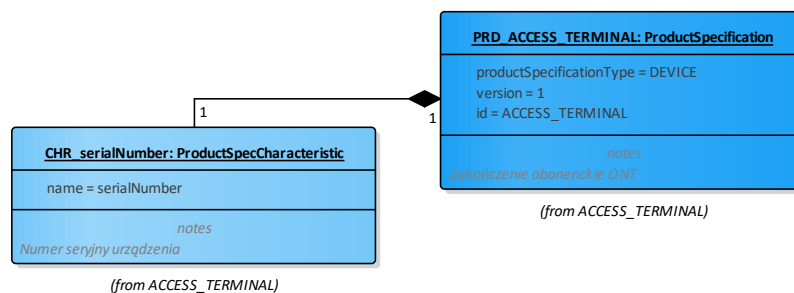 PRD_ACCESS_TERMINAL: ProductSpecification
productSpecificationType = DEVICE
version = 1
id = ACCESS_TERMINAL
notes
Zakończenie abonenckie ONT.
(from ACCESS_TERMINAL)
1
1
CHR_serialNumber: ProductSpecCharacteristic
name = serialNumber
notes
Numer seryjny urządzenia
(from ACCESS_TERMINAL)